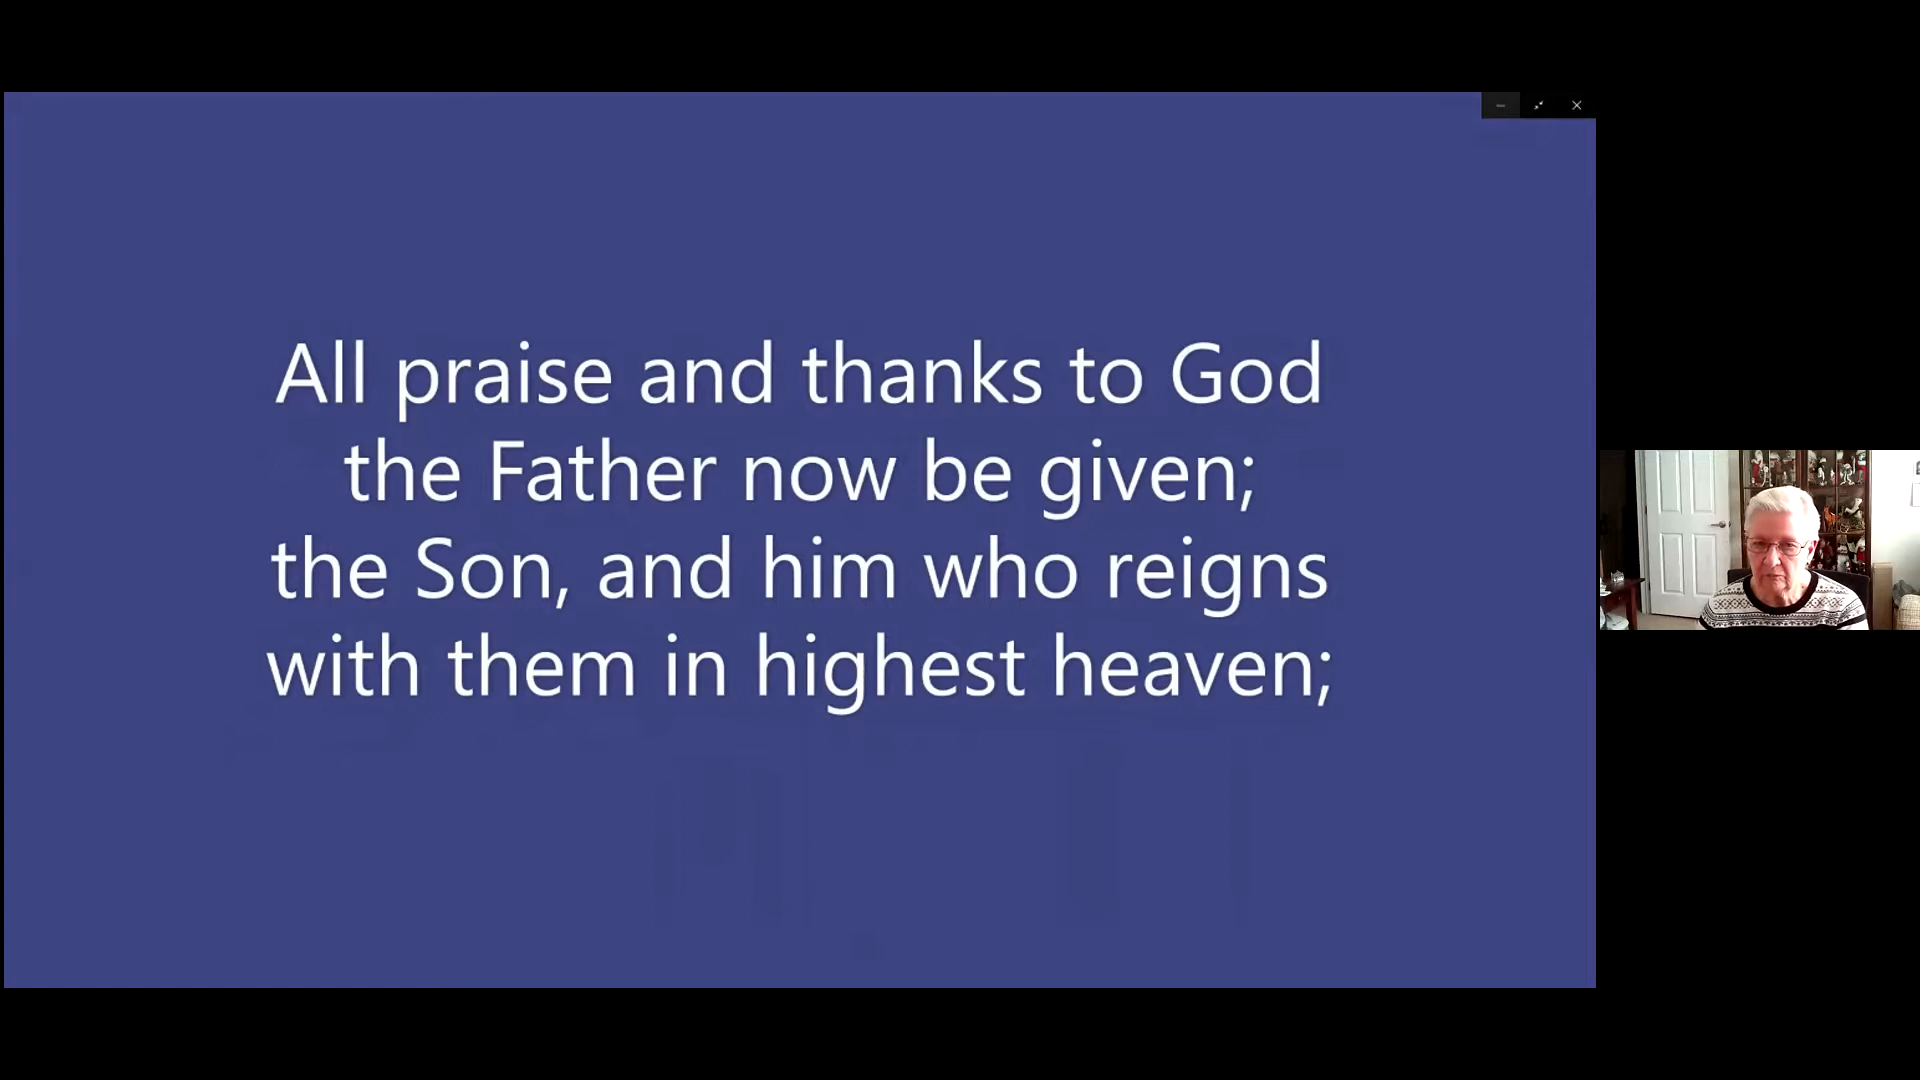 All praise and thanks to God
the Father now be given;
the Son, and him who reigns
with them in highest heaven;